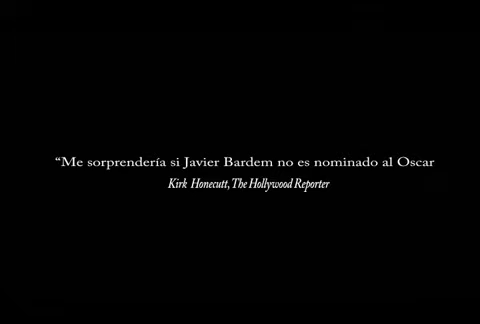 “Me sorprendería si Javier Bardem no es nominado al Oscar
Kirk Honecutt, The Hollywood Reporter